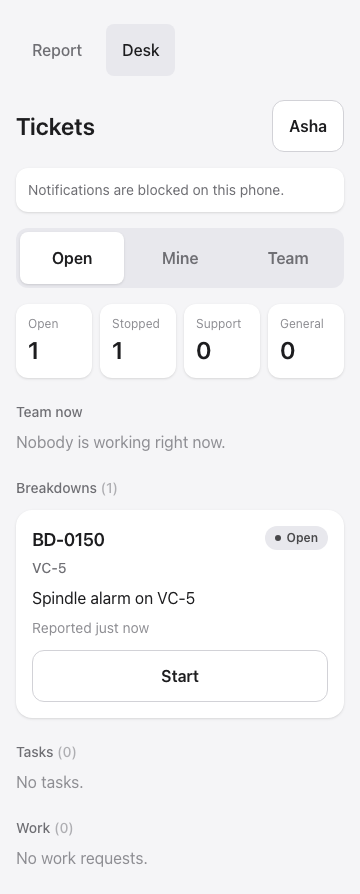 Report Desk
Tickets Asha
Notifications are blocked on this phone.
Open Mine Team
Open Stopped Support General
1 1 0 0
Team now
Nobody is working right now.
Breakdowns (1)
BD-0150 Open
VC-5
Spindle alarm on VC-5
Reported just now
Start
Tasks (0)
No tasks.
Work (0)
No work requests.